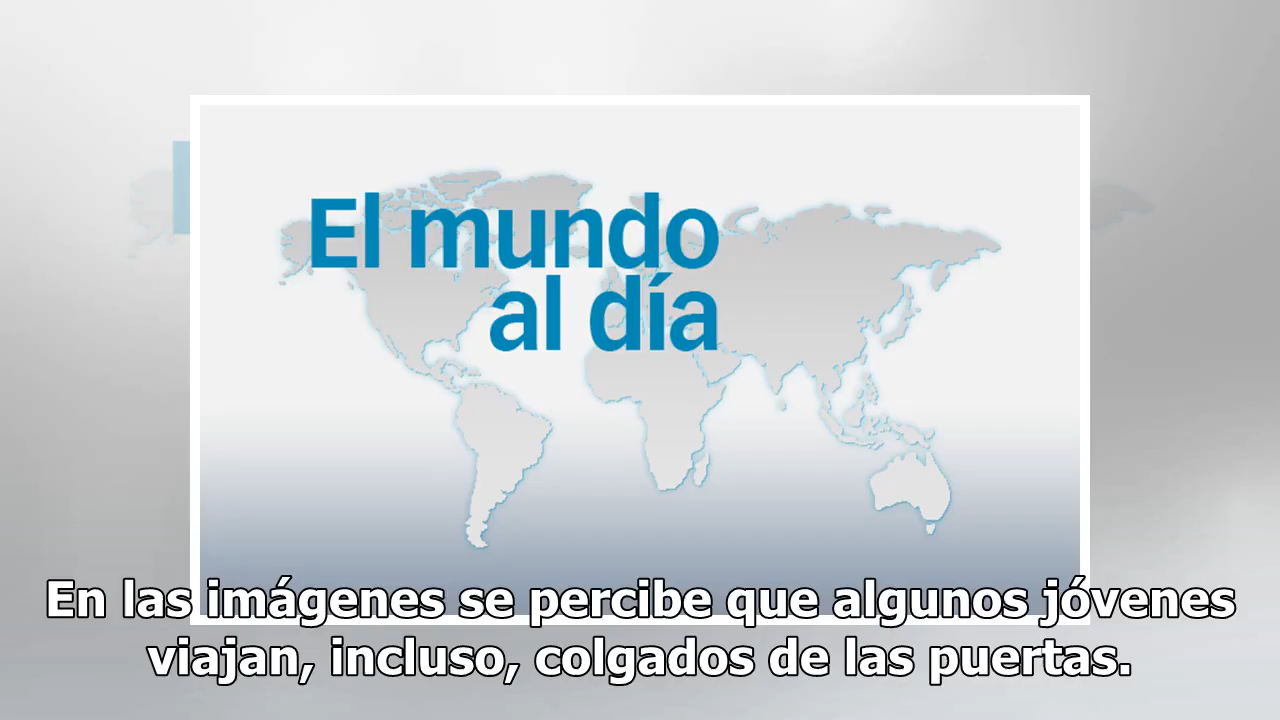 El mundo
al día
En las imágenes se percibe que algunos jóvenes
viajan, incluso, colgados de las puertas.